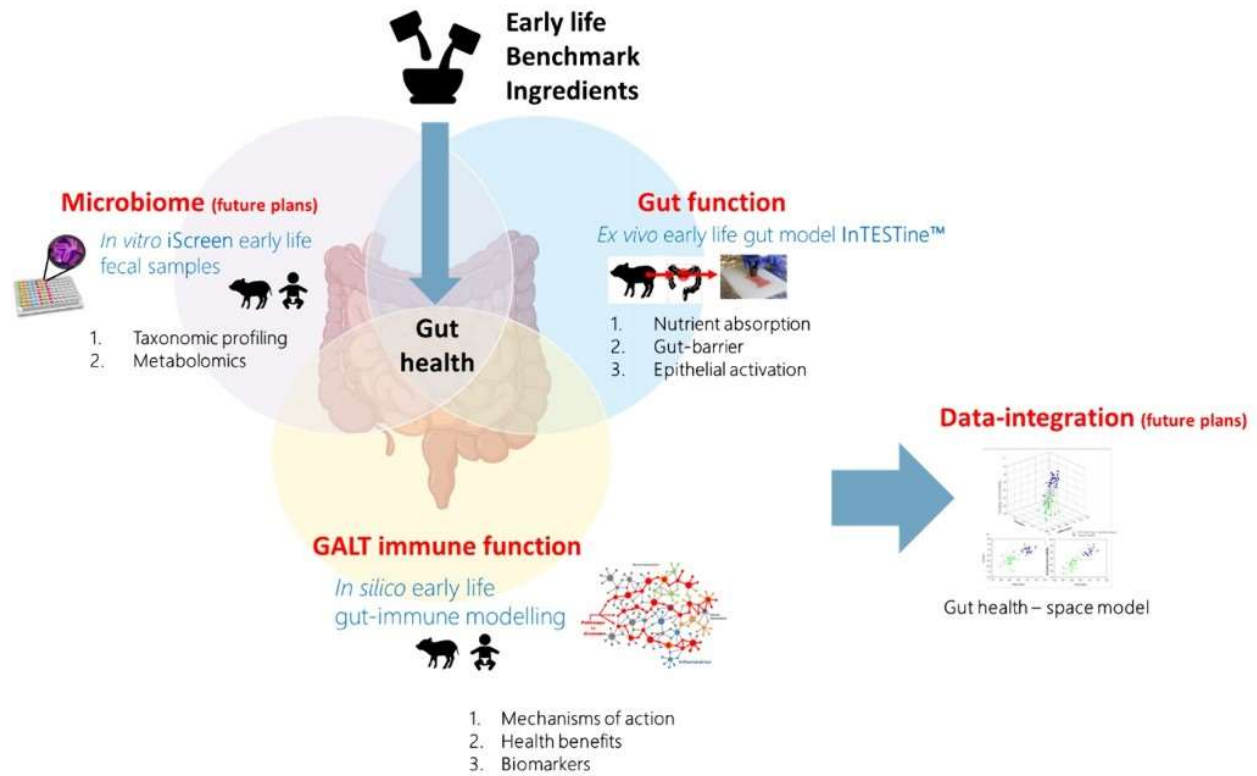 Early life
Benchmark
Ingredients
Microbiome (future plans)
In vitro iScreen early life
fecal samples
1. Taxonomic profiling
2. Metabolomics
Gut function
Ex vivo early life gut model InTESTine™
1. Nutrient absorption
2. Gut-barrier
3. Epithelial activation
Gut
health
GALT immune function
In silico early life
gut-immune modelling
1. Mechanisms of action
2. Health benefits
3. Biomarkers
Data-integration (future plans)
Gut health – space model